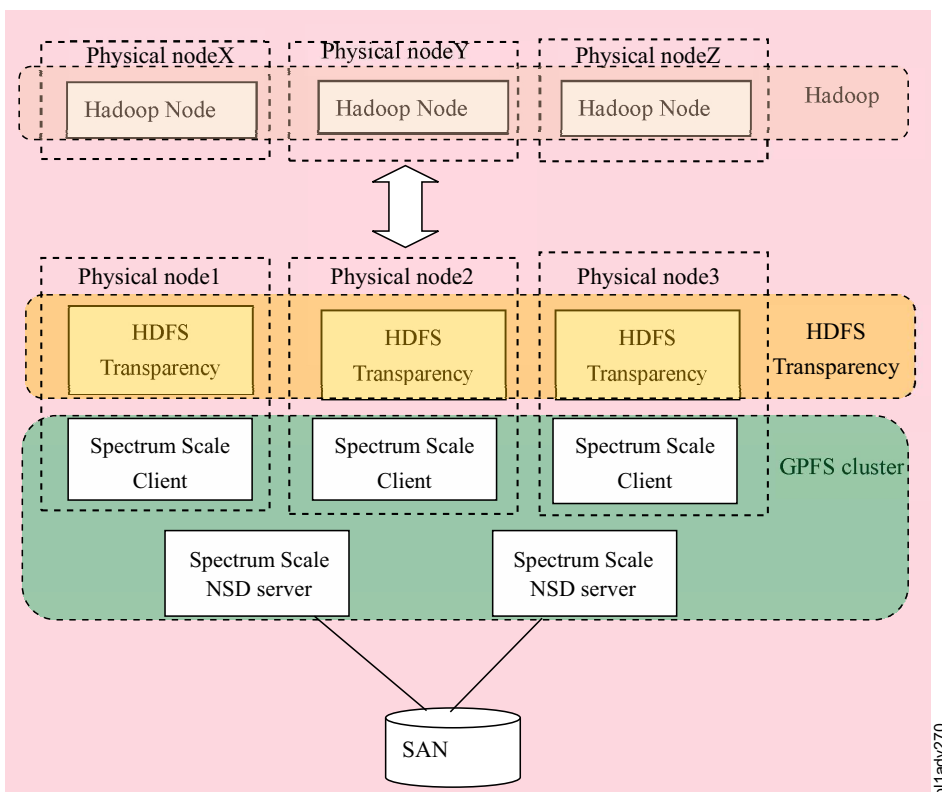 Physical nodeX
Physical nodeY
Physical nodeZ
Hadoop Node
Hadoop Node
Hadoop Node
Hadoop
Physical node1
Physical node2
Physical node3
HDFS
Transparency
HDFS
Transparency
HDFS
Transparency
HDFS
Transparency
Spectrum Scale
Client
Spectrum Scale
Client
Spectrum Scale
Client
GPFS cluster
Spectrum Scale
NSD server
Spectrum Scale
NSD server
SAN